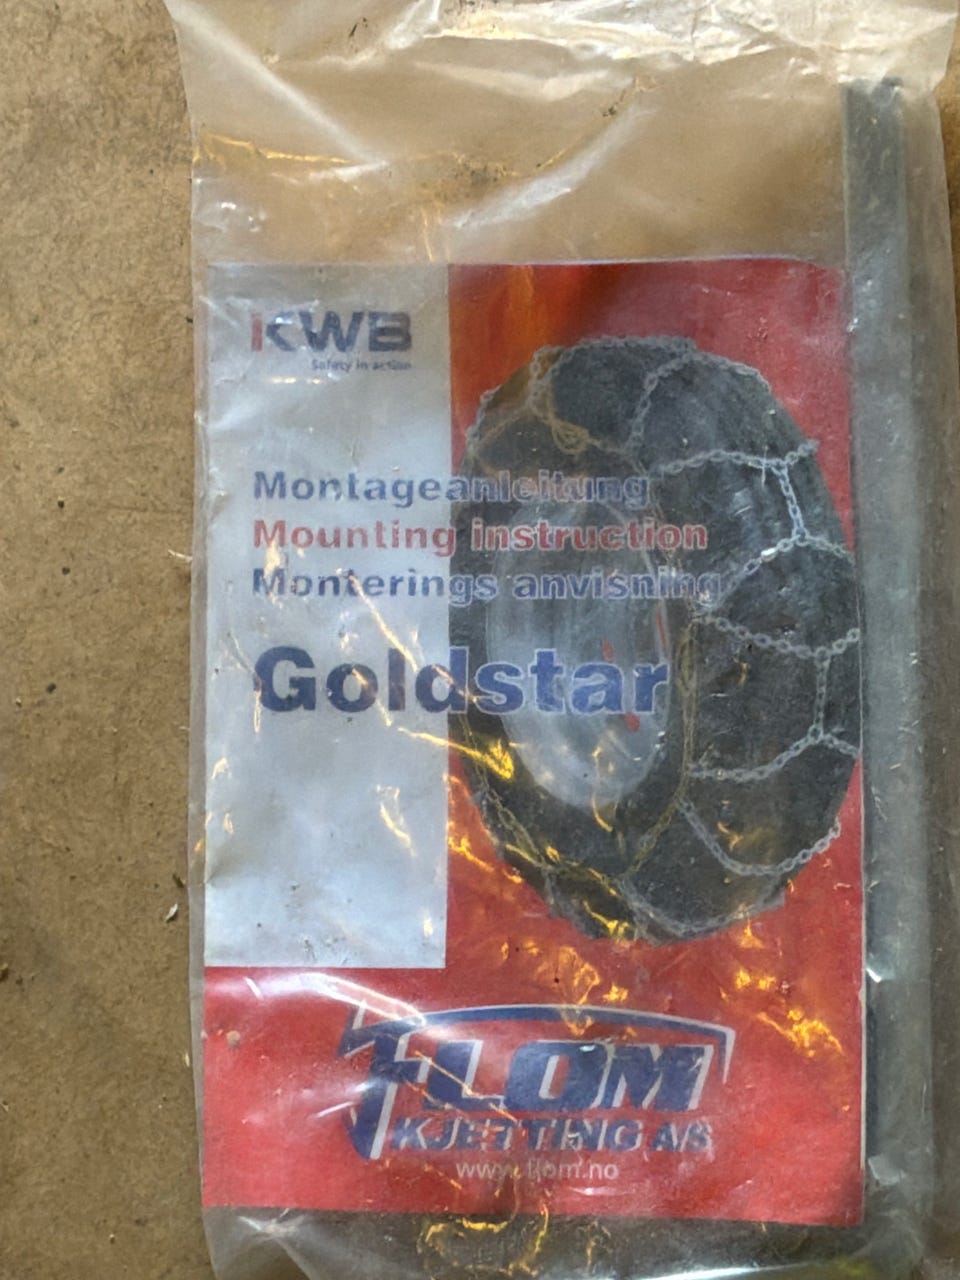 KWB
Safety in action
Montageanleitung
Mounting instruction
Monterings anvisning
Goldstar
FLOM
KJETTING A/S
www.flom.no